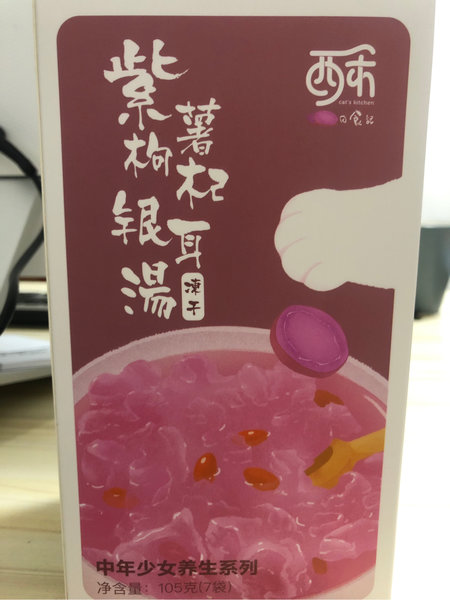 紫薯枸杞银耳湯
凍干
酥
cat's kitchen
日食記
中年少女养生系列
净含量：105克(7袋)